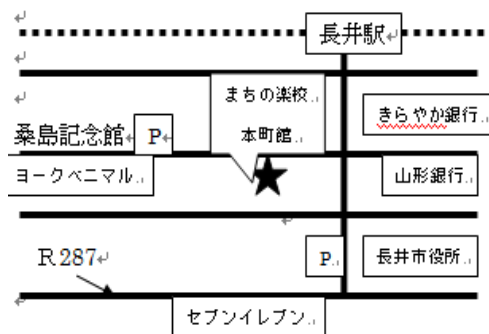 長井駅
まちの楽校
本町館
きらやか銀行
桑島記念館
P
ヨークベニマル
山形銀行
R287
P
長井市役所
セブンイレブン